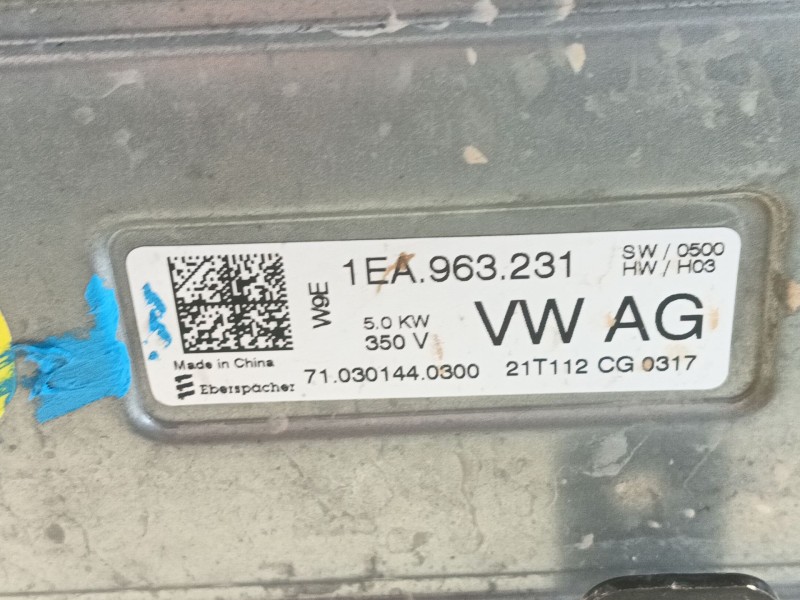 1EA.963.231
SW / 0500
HW / H03
W9E
5.0 KW
350 V
VW AG
Made in China
Eberspächer
71.030144.0300
21T112 CG 0317